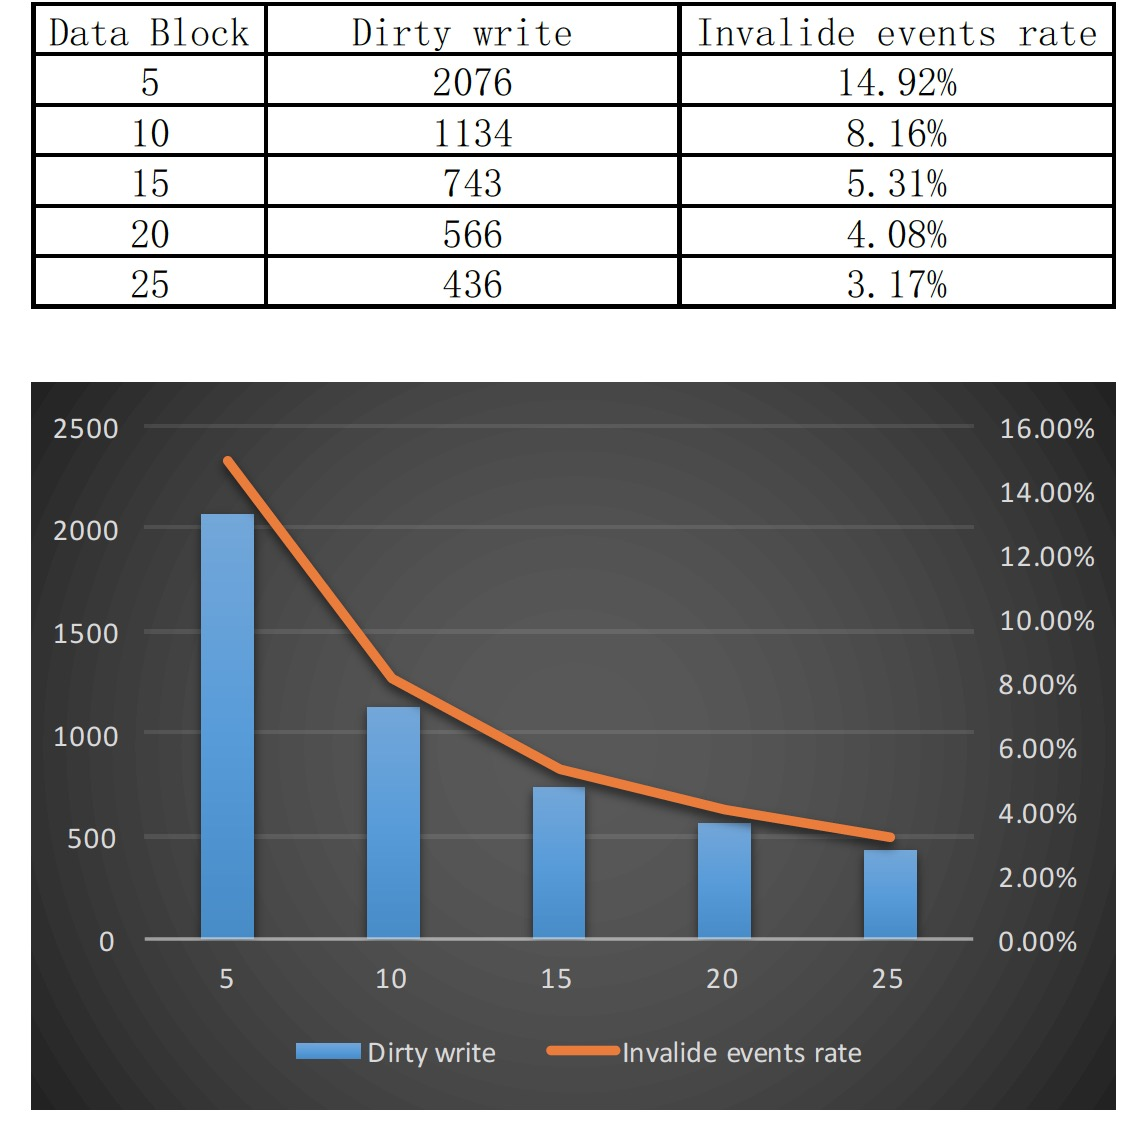 Data Block Dirty write Invalide events rate
5 2076 14.92%
10 1134 8.16%
15 743 5.31%
20 566 4.08%
25 436 3.17%
2500 16.00%
14.00%
2000
12.00%
1500 10.00%
8.00%
1000
6.00%
500 4.00%
2.00%
0 0.00%
5 10 15 20 25
Dirty write Invalide events rate